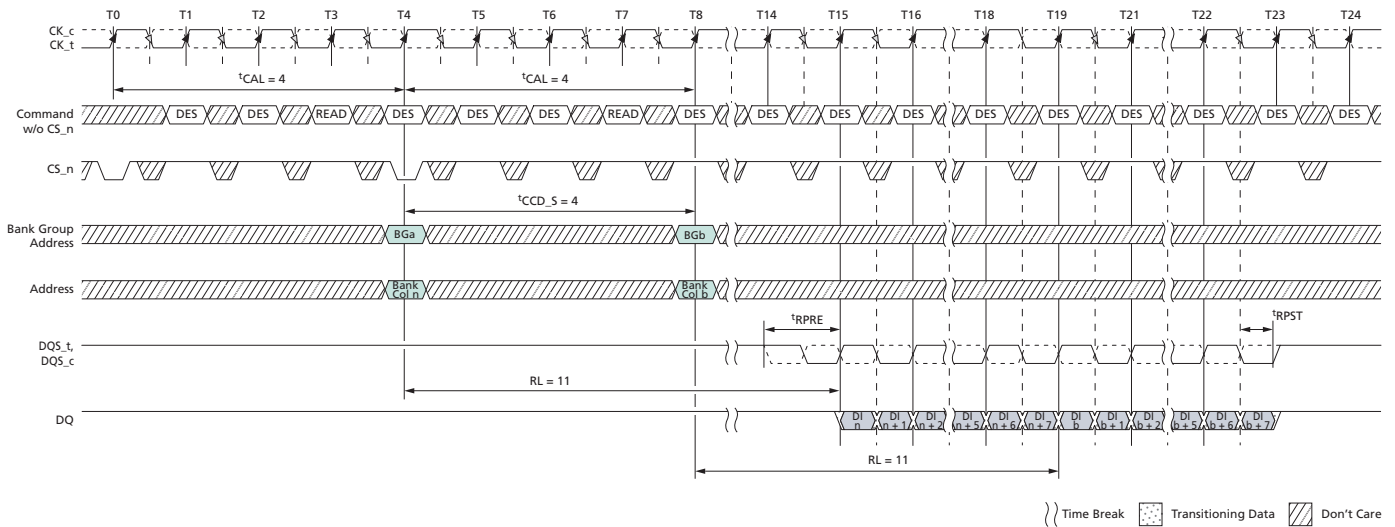 T0 T1 T2 T3 T4 T5 T6 T7 T8 T14 T15 T16 T18 T19 T21 T22 T23 T24
CK_c
CK_t
tCAL = 4 tCAL = 4
Command
w/o CS_n
DES DES READ DES DES DES READ DES DES DES DES DES DES DES DES DES DES
CS_n
tCCD_S = 4
Bank Group
Address
BGa BGb
Address
Bank
Col n
Bank
Col b
tRPRE tRPST
DQS_t,
DQS_c
RL = 11
DQ
DI
n
DI
n + 1
DI
n + 2
DI
n + 5
DI
n + 6
DI
n + 7
DI
b
DI
b + 1
DI
b + 2
DI
b + 5
DI
b + 6
DI
b + 7
RL = 11
Time Break Transitioning Data Don't Care